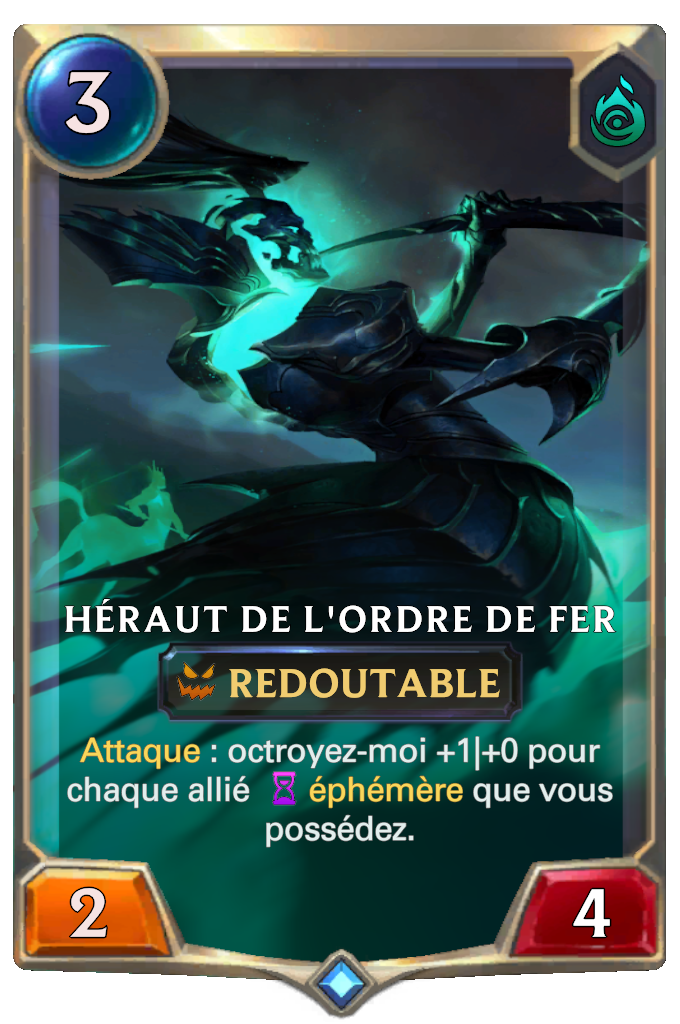 3
HÉRAUT DE L'ORDRE DE FER
REDOUTABLE
Attaque : octroyez-moi +1|+0 pour
chaque allié éphémère que vous
possédez.
2
4